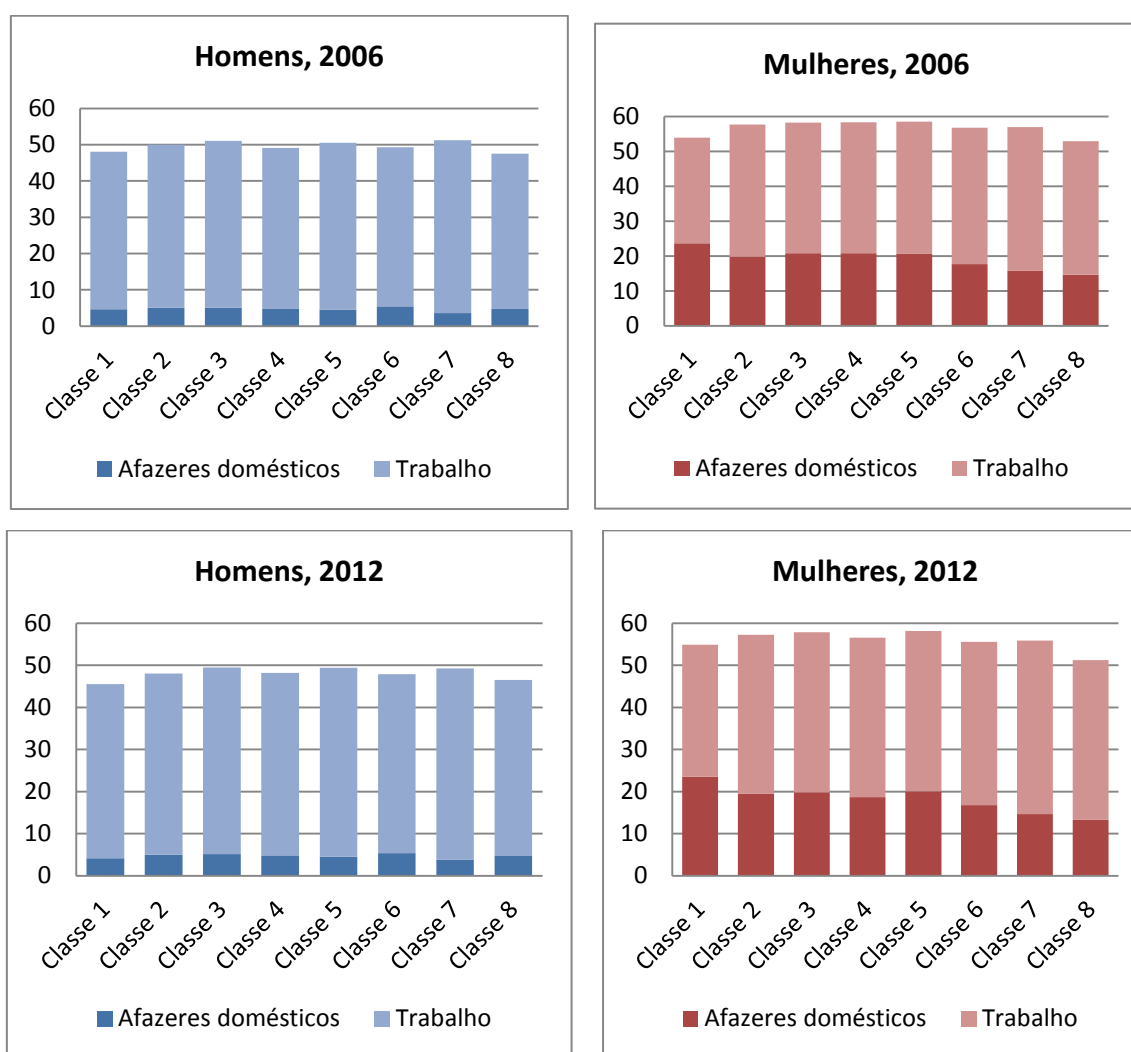 Homens, 2006
60
50
40
30
20
10
0
Classe 1
Classe 2
Classe 3
Classe 4
Classe 5
Classe 6
Classe 7
Classe 8
Afazeres domésticos Trabalho
Mulheres, 2006
60
50
40
30
20
10
0
Classe 1
Classe 2
Classe 3
Classe 4
Classe 5
Classe 6
Classe 7
Classe 8
Afazeres domésticos Trabalho
Homens, 2012
60
50
40
30
20
10
0
Classe 1
Classe 2
Classe 3
Classe 4
Classe 5
Classe 6
Classe 7
Classe 8
Afazeres domésticos Trabalho
Mulheres, 2012
60
50
40
30
20
10
0
Classe 1
Classe 2
Classe 3
Classe 4
Classe 5
Classe 6
Classe 7
Classe 8
Afazeres domésticos Trabalho